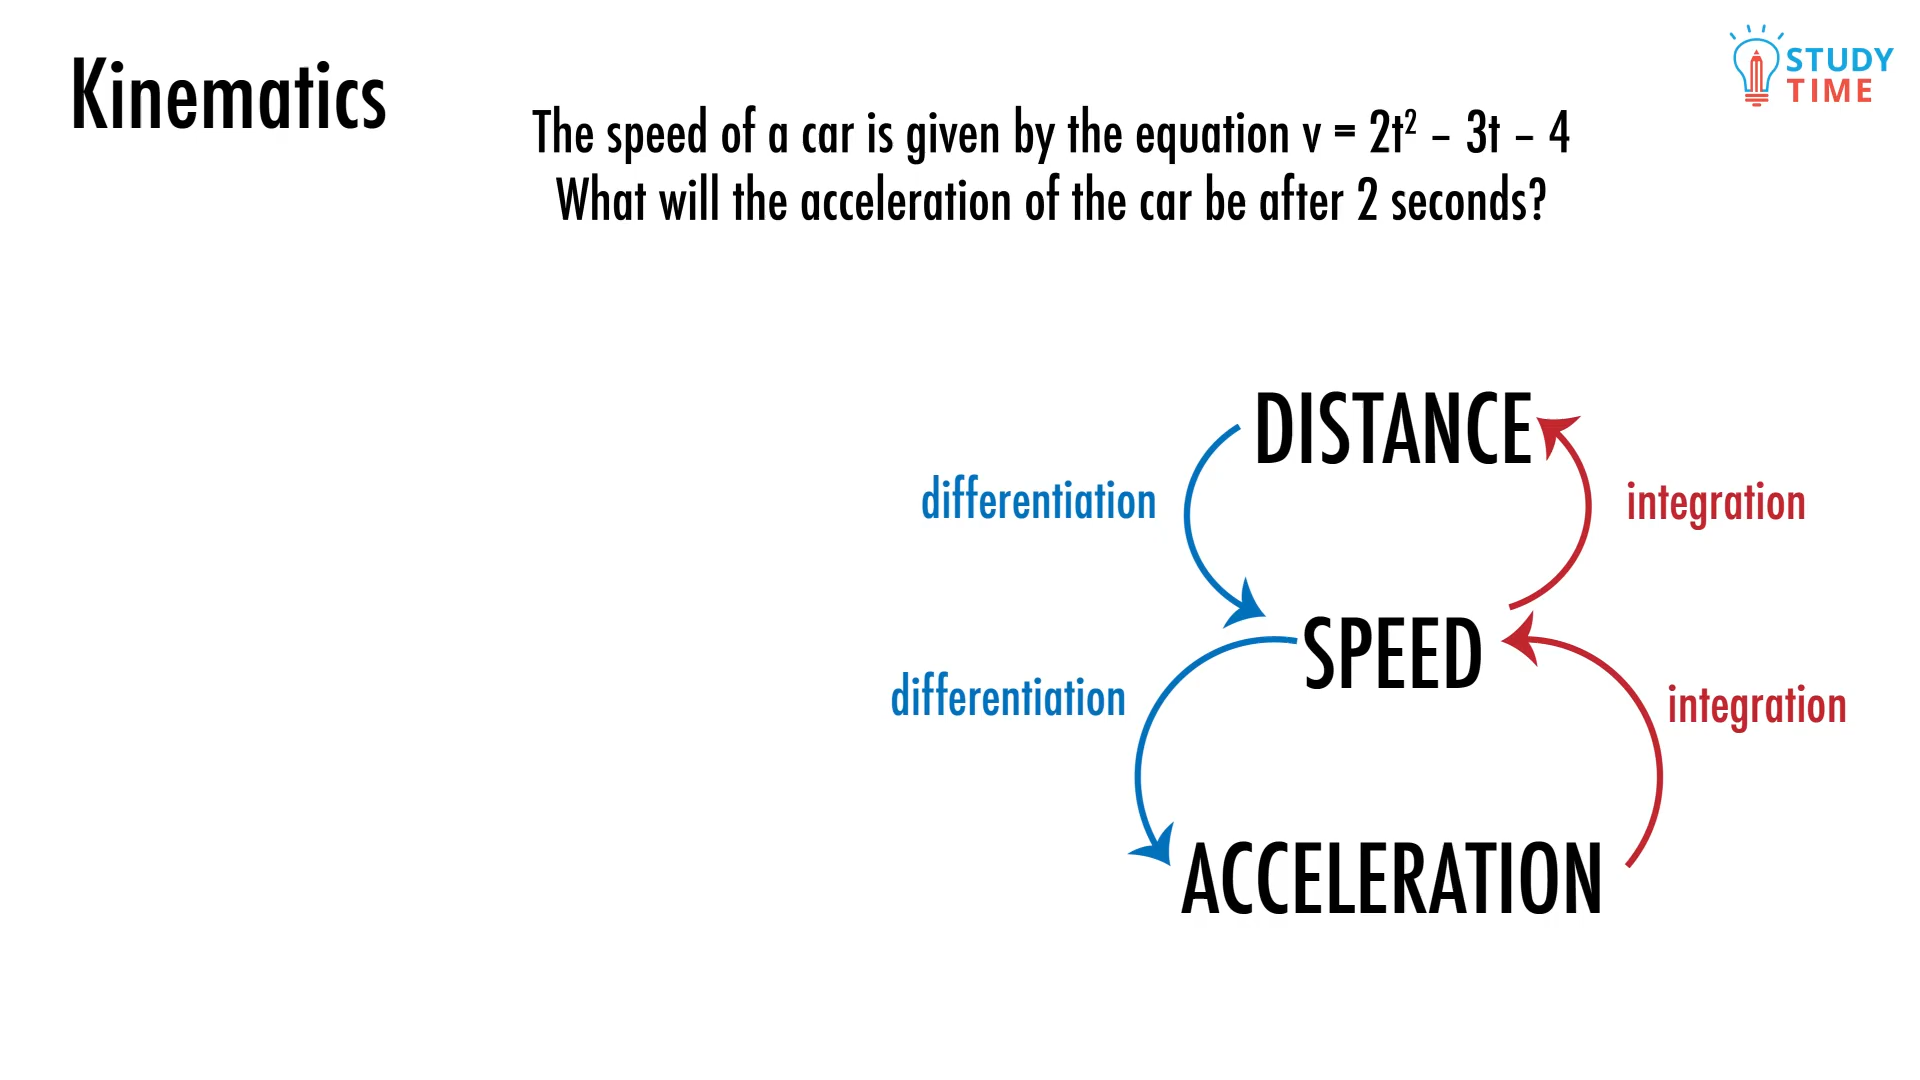 Kinematics
STUDY
TIME
The speed of a car is given by the equation v = 2t² – 3t – 4
What will the acceleration of the car be after 2 seconds?
DISTANCE
differentiation
integration
SPEED
differentiation
integration
ACCELERATION